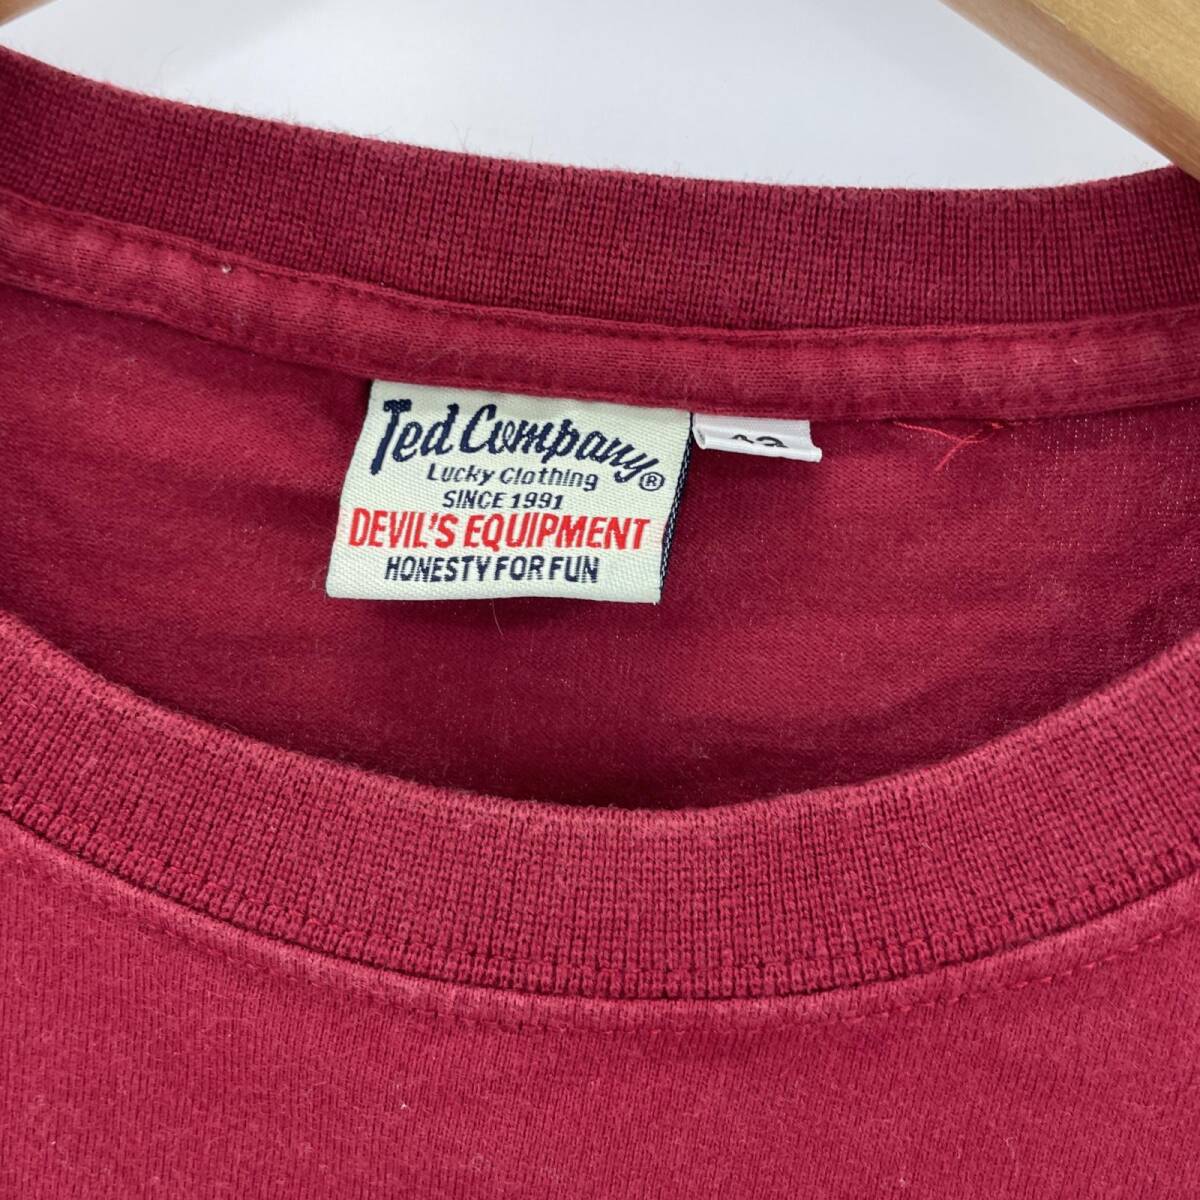 Ted Company
Lucky Clothing ®
SINCE 1991
DEVIL'S EQUIPMENT
HONESTY FOR FUN